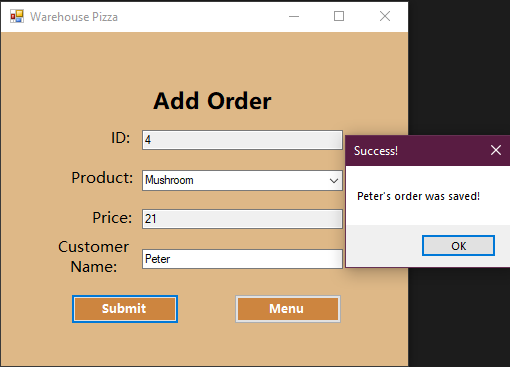 Warehouse Pizza
Add Order
ID: 4
Success!
Product: Mushroom
Peter's order was saved!
Price: 21
OK
Customer
Name: Peter
Submit Menu